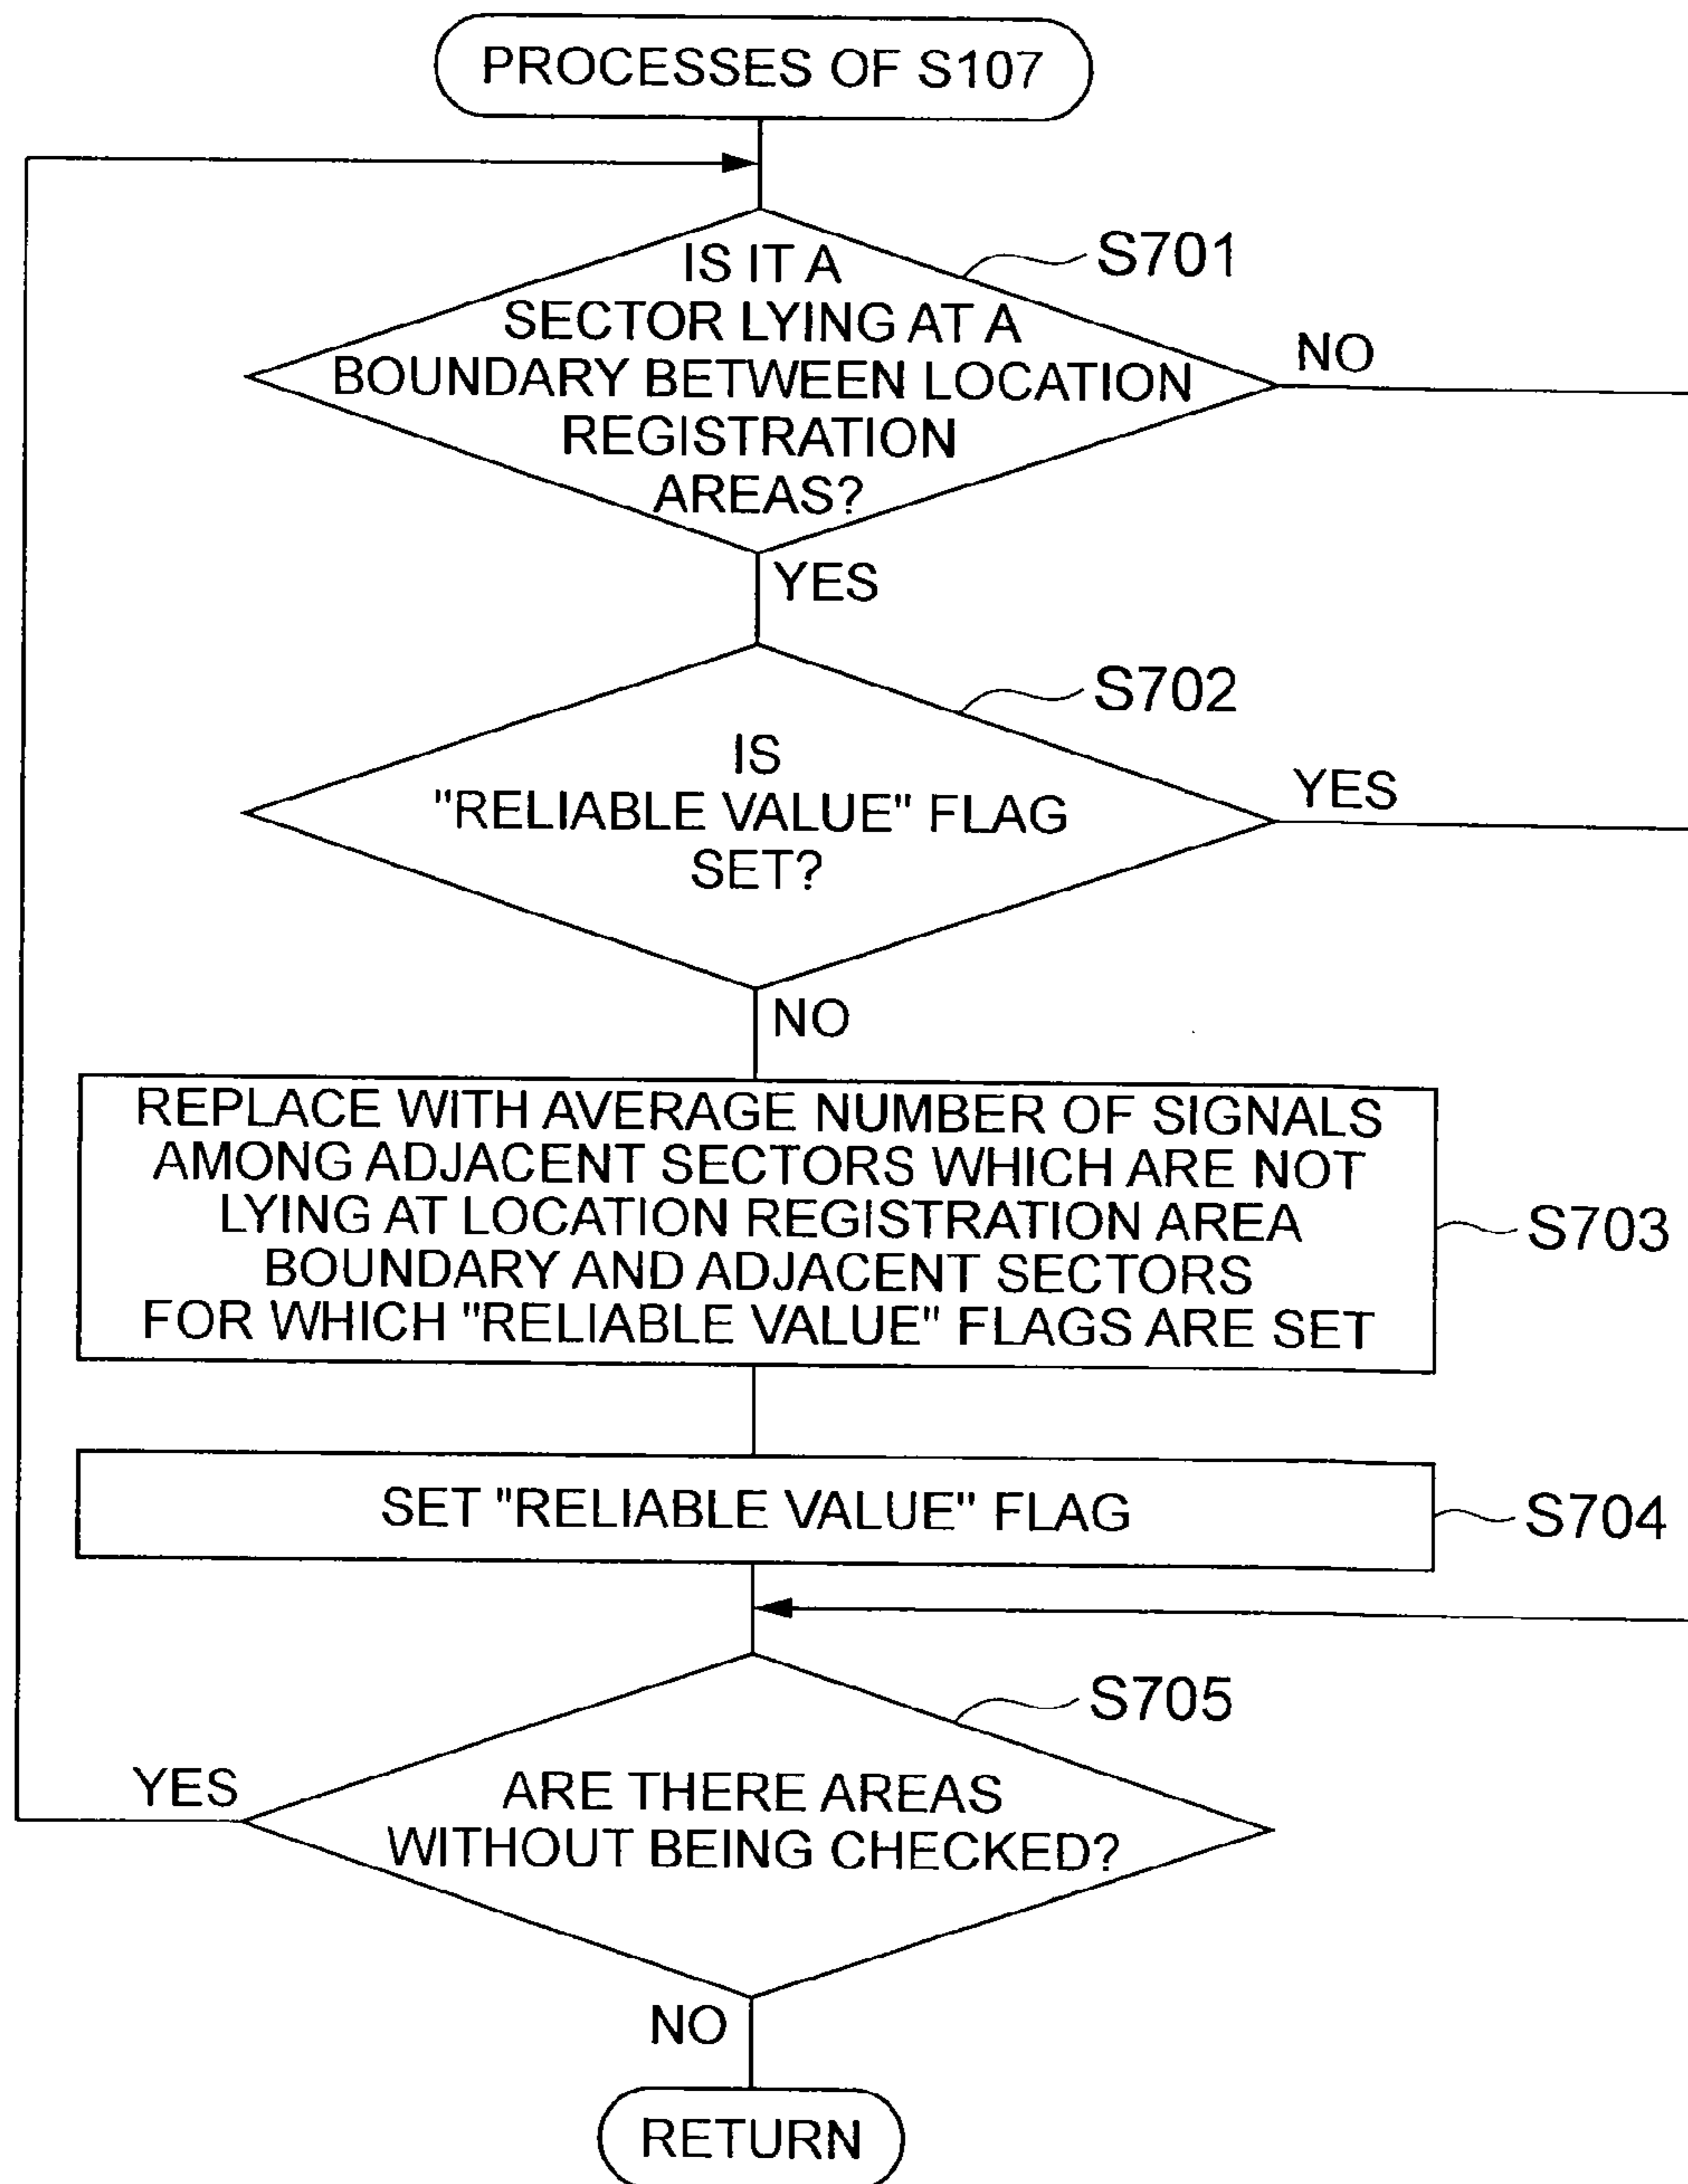 PROCESSES OF S107
IS IT A
SECTOR LYING AT A
BOUNDARY BETWEEN LOCATION
REGISTRATION
AREAS?
S701
NO
YES
S702
IS
"RELIABLE VALUE" FLAG
SET?
YES
NO
REPLACE WITH AVERAGE NUMBER OF SIGNALS
AMONG ADJACENT SECTORS WHICH ARE NOT
LYING AT LOCATION REGISTRATION AREA
BOUNDARY AND ADJACENT SECTORS
FOR WHICH "RELIABLE VALUE" FLAGS ARE SET
S703
SET "RELIABLE VALUE" FLAG
S704
S705
YES
ARE THERE AREAS
WITHOUT BEING CHECKED?
NO
RETURN